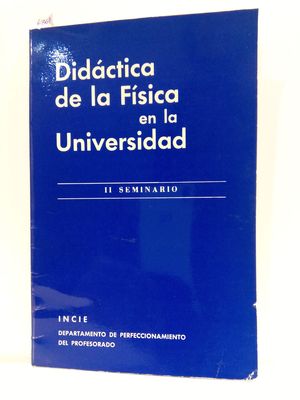 Didáctica
de la Física
en la
Universidad
II SEMINARIO
INCIE
DEPARTAMENTO DE PERFECCIONAMIENTO
DEL PROFESORADO